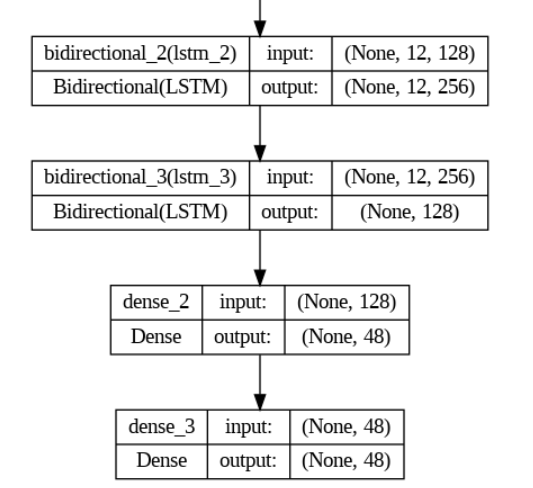 bidirectional_2(lstm_2) input: (None, 12, 128)
Bidirectional(LSTM) output: (None, 12, 256)
bidirectional_3(lstm_3) input: (None, 12, 256)
Bidirectional(LSTM) output: (None, 128)
dense_2 input: (None, 128)
Dense output: (None, 48)
dense_3 input: (None, 48)
Dense output: (None, 48)